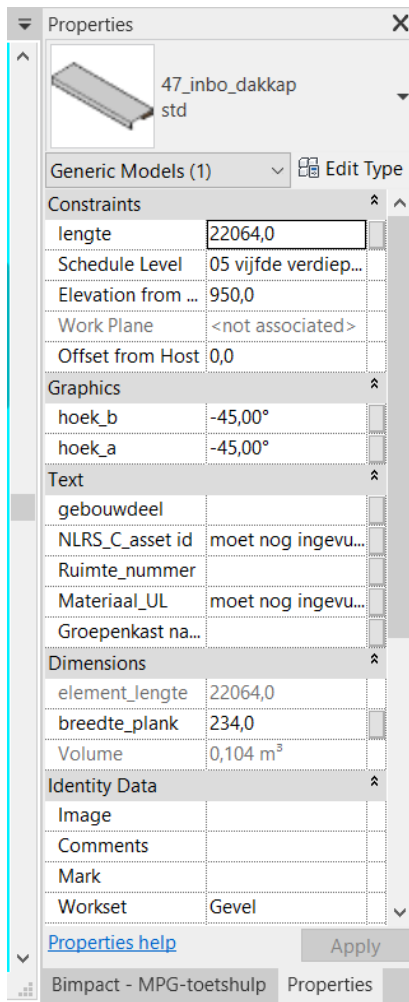 Properties
47_inbo_dakkap
std
Generic Models (1) Edit Type
Constraints
lengte 22064,0
Schedule Level 05 vijfde verdiep...
Elevation from ... 950,0
Work Plane <not associated>
Offset from Host 0,0
Graphics
hoek_b -45,00°
hoek_a -45,00°
Text
gebouwdeel
NLRS_C_asset id moet nog ingevu...
Ruimte_nummer
Materiaal_UL moet nog ingevu...
Groepenkast na...
Dimensions
element_lengte 22064,0
breedte_plank 234,0
Volume 0,104 m³
Identity Data
Image
Comments
Mark
Workset Gevel
Properties help Apply
Bimpact - MPG-toetshulp Properties